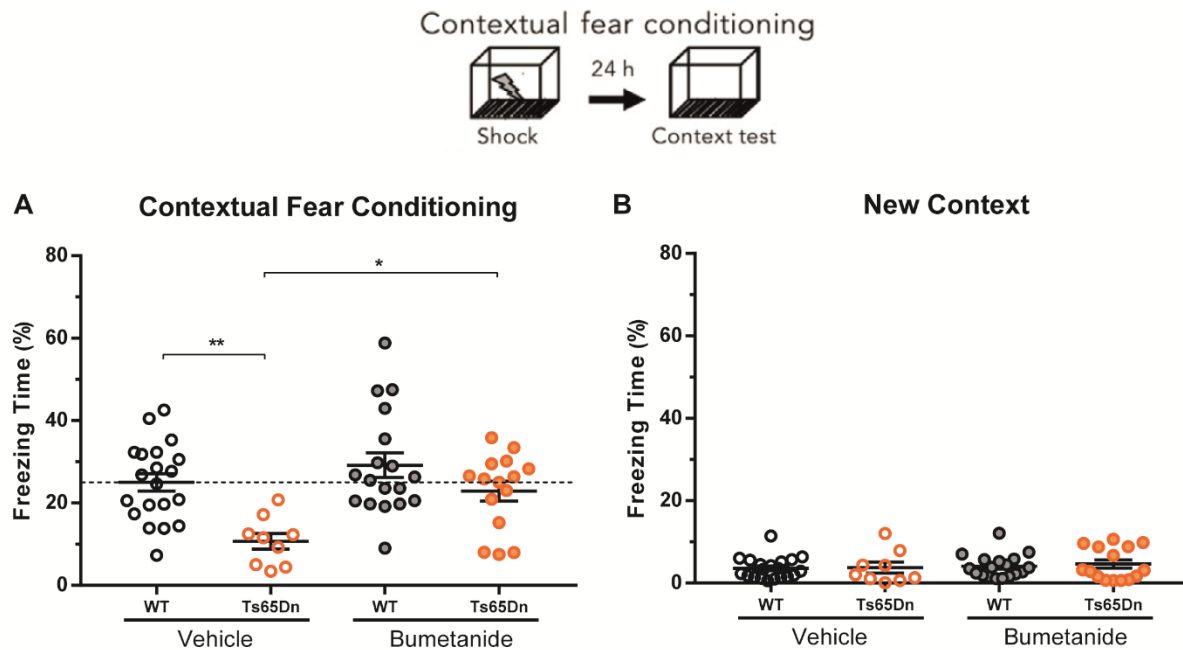 Contextual fear conditioning
24 h
Shock
Context test
A
Contextual Fear Conditioning
Freezing Time (%)
80
60
40
20
0
*
**
WT
Ts65Dn
WT
Ts65Dn
Vehicle
Bumetanide
B
New Context
Freezing Time (%)
80
60
40
20
0
WT
Ts65Dn
WT
Ts65Dn
Vehicle
Bumetanide